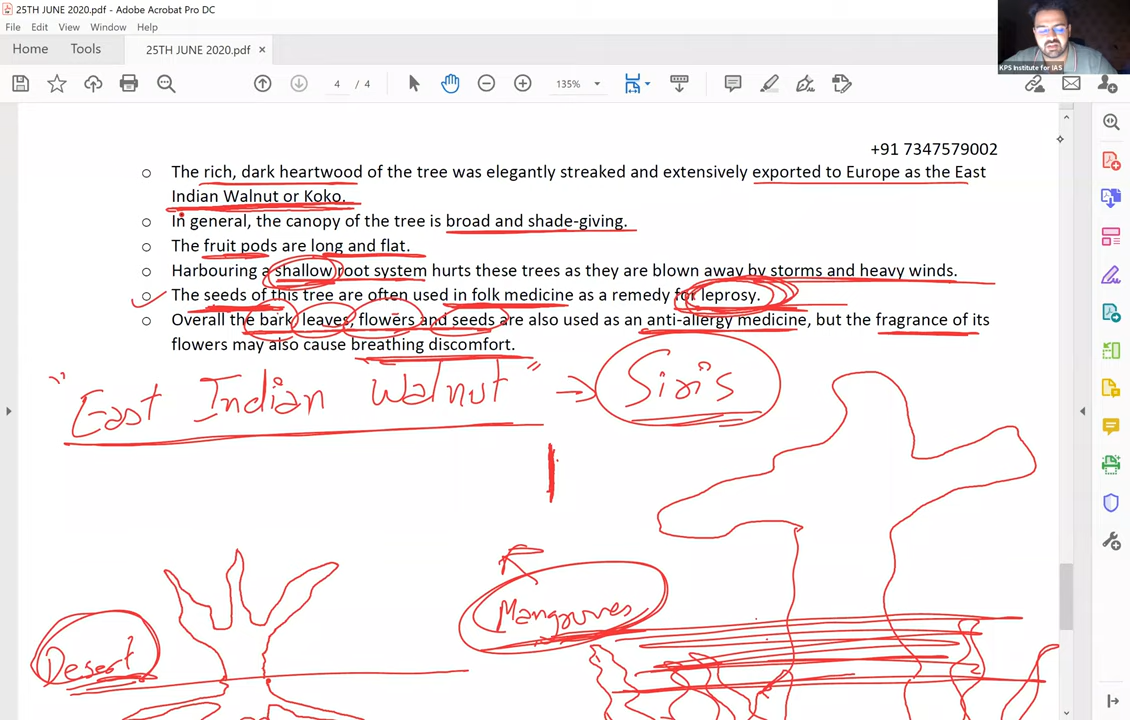 25TH JUNE 2020.pdf - Adobe Acrobat Pro DC
File Edit View Window Help
Home Tools 25TH JUNE 2020.pdf ×
4 / 4 135%
KPS Institute for IAS
+91 7347579002
o The rich, dark heartwood of the tree was elegantly streaked and extensively exported to Europe as the East
Indian Walnut or Koko.
o In general, the canopy of the tree is broad and shade-giving.
o The fruit pods are long and flat.
o Harbouring a shallow root system hurts these trees as they are blown away by storms and heavy winds.
o The seeds of this tree are often used in folk medicine as a remedy for leprosy.
o Overall the bark, leaves, flowers and seeds are also used as an anti-allergy medicine, but the fragrance of its
flowers may also cause breathing discomfort.
"East Indian Walnut" → Siris
Mangroves
Desert